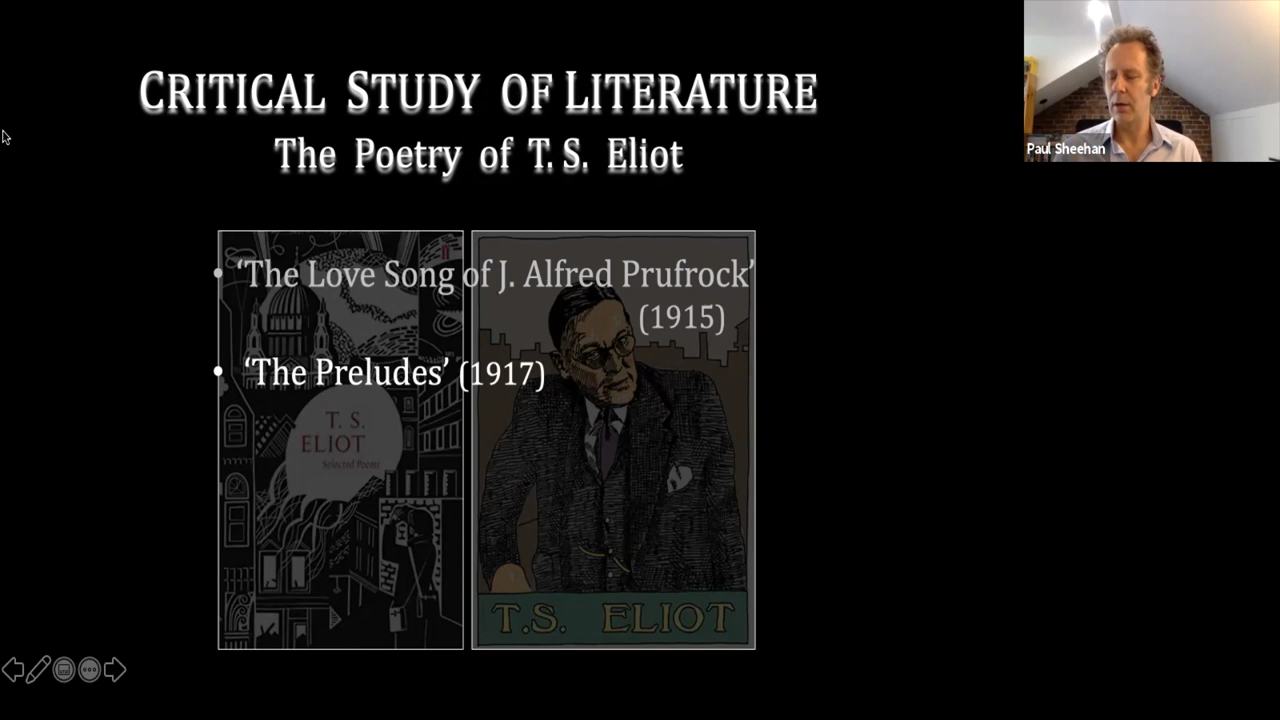 CRITICAL STUDY OF LITERATURE
The Poetry of T. S. Eliot
Paul Sheehan
• ‘The Love Song of J. Alfred Prufrock’
(1915)
• ‘The Preludes’ (1917)
T. S.
ELIOT
Selected Poems
T.S. ELIOT